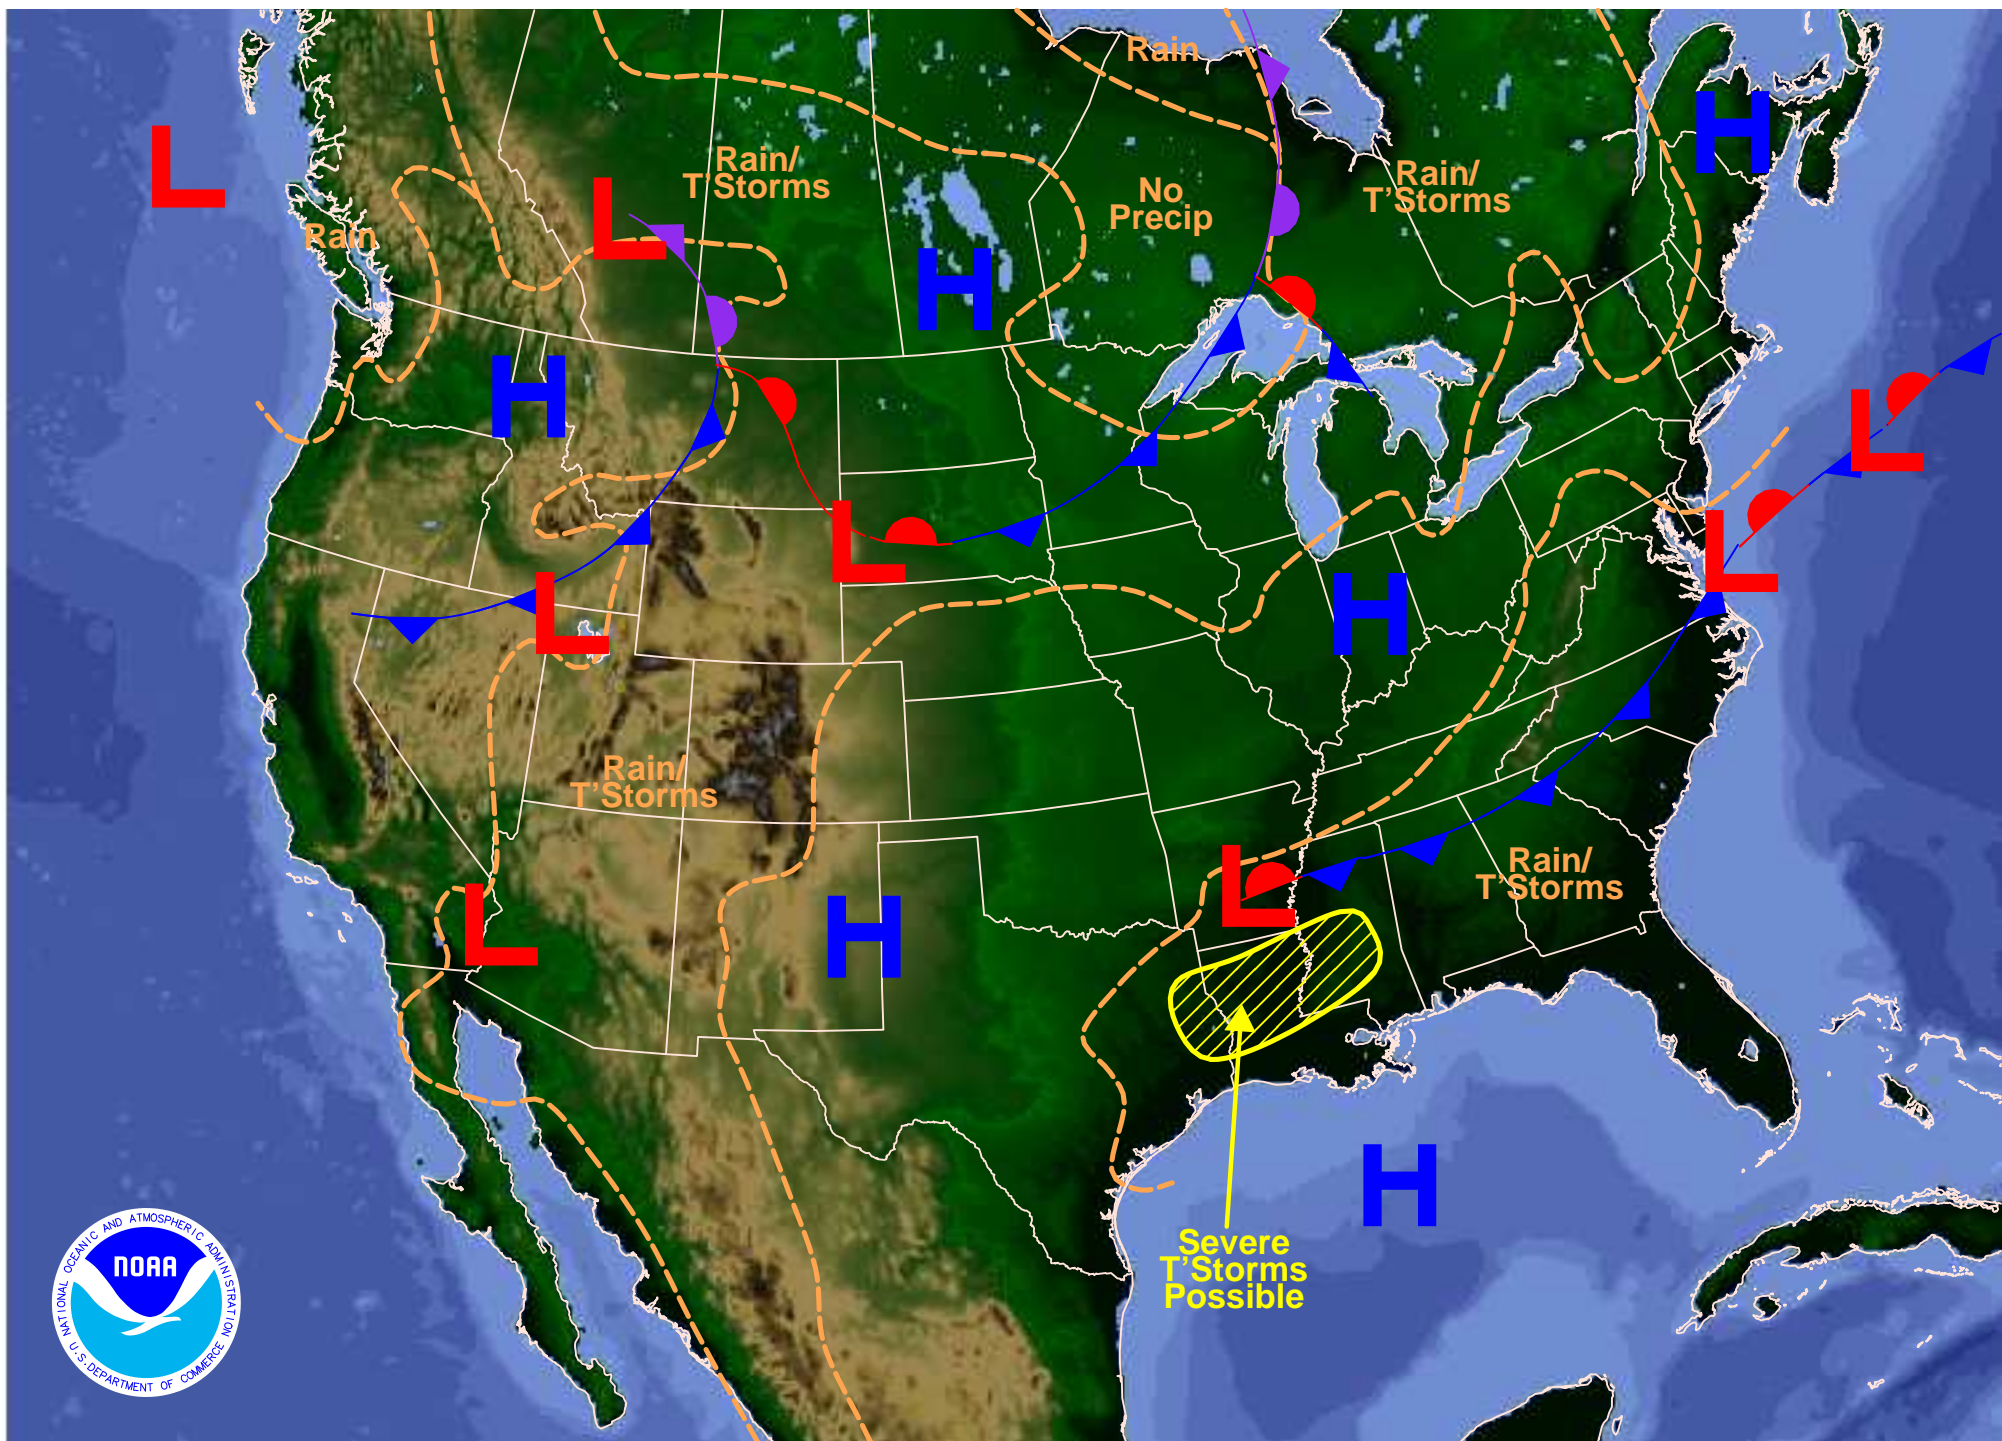 Rain
L
H
Rain/
T'Storms
No
Precip
Rain/
T'Storms
L
Rain
H
H
L
L
L
L
H
Rain/
T'Storms
L
H
L
Rain/
T'Storms
H
Severe
T'Storms
Possible
H
NATIONAL OCEANIC AND ATMOSPHERIC ADMINISTRATION
NOAA
U.S. DEPARTMENT OF COMMERCE